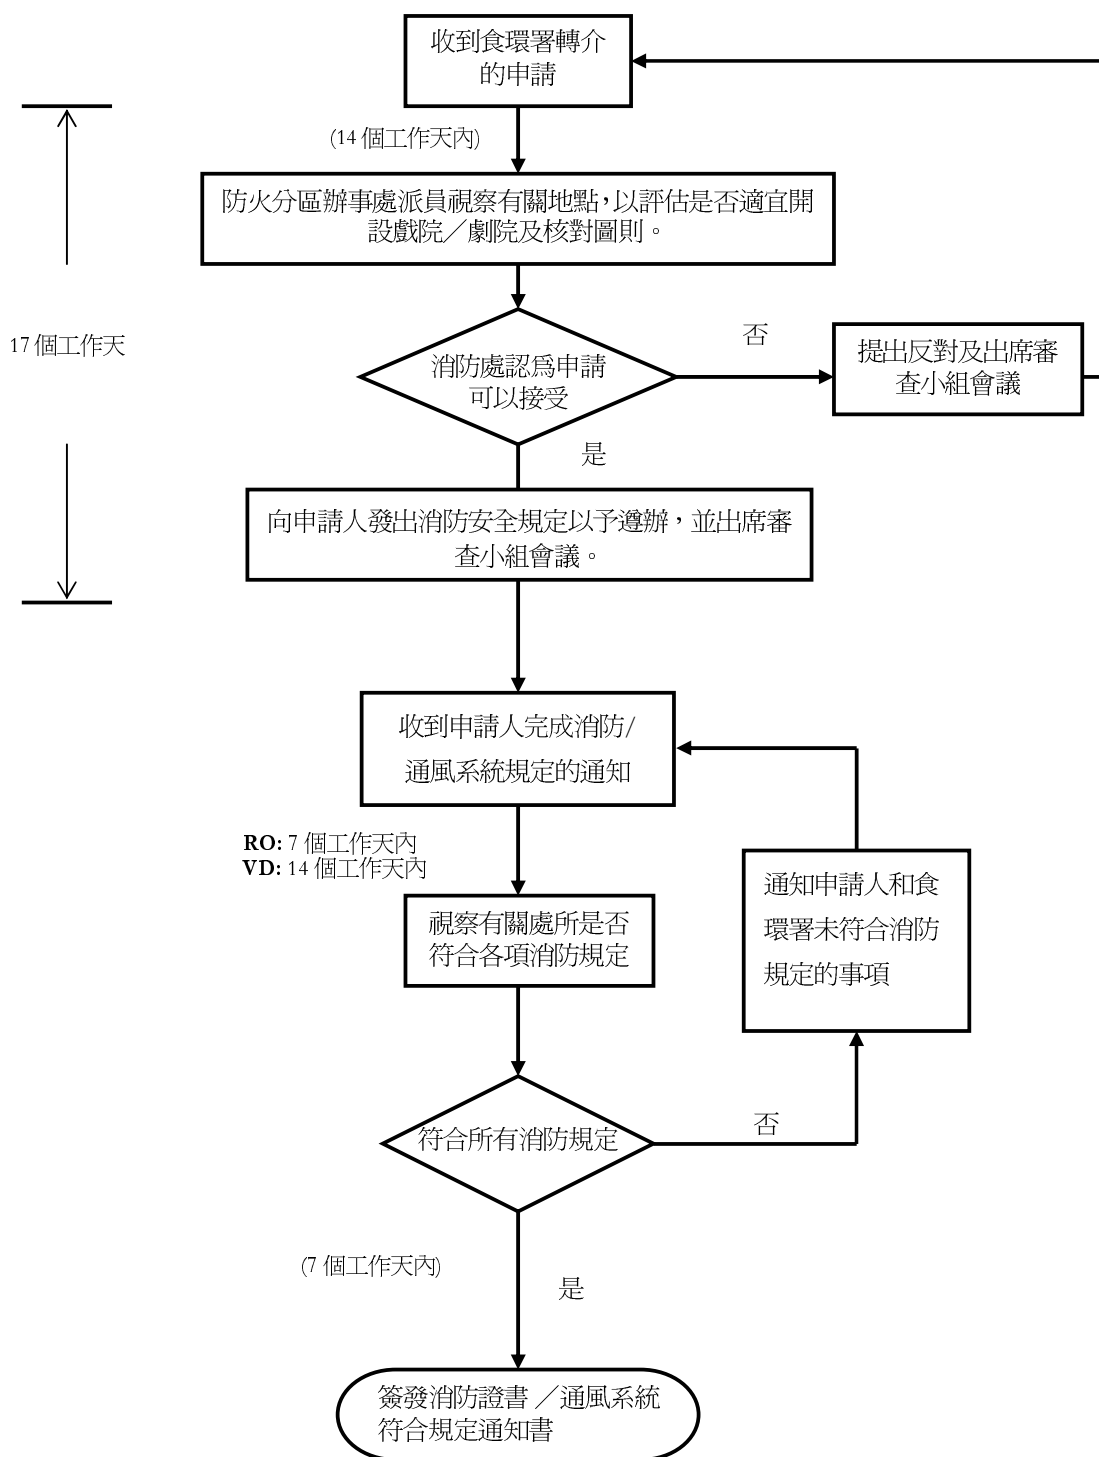 收到食環署轉介
的申請
(14 個工作天內)
防火分區辦事處派員視察有關地點，以評估是否適宜開
設戲院／劇院及核對圖則。
17 個工作天
消防處認為申請
可以接受
否
提出反對及出席審
查小組會議
是
向申請人發出消防安全規定以予遵辦，並出席審
查小組會議。
收到申請人完成消防/
通風系統規定的通知
RO: 7 個工作天內
VD: 14 個工作天內
通知申請人和食
環署未符合消防
規定的事項
視察有關處所是否
符合各項消防規定
符合所有消防規定
否
(7 個工作天內)
是
簽發消防證書 ／通風系統
符合規定通知書